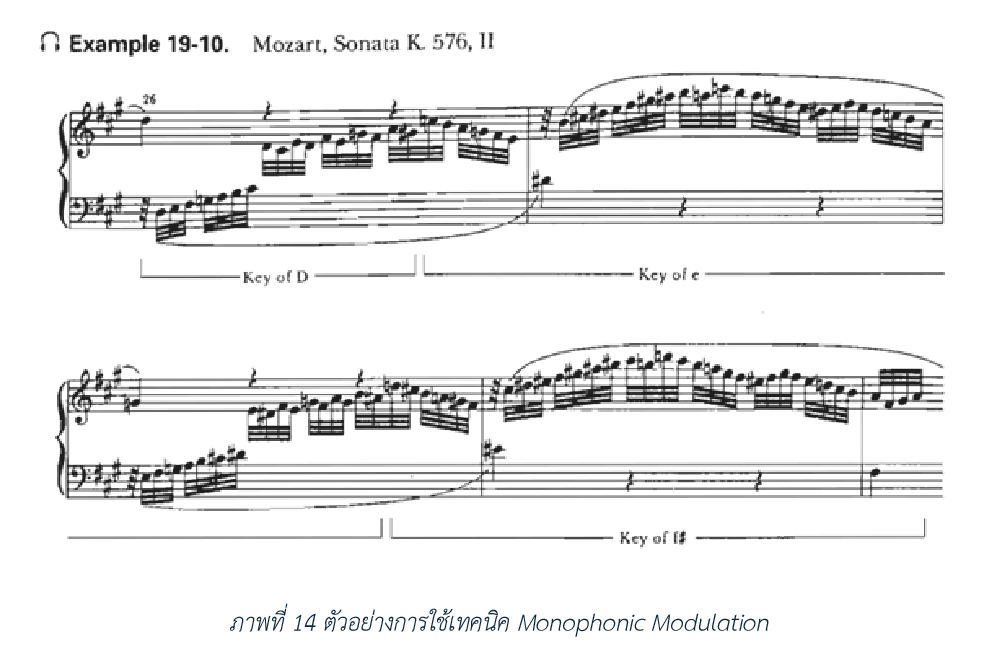 Example 19-10. Mozart, Sonata K. 576, II
26
Key of D
Key of e
Key of f#
ภาพที่ 14 ตัวอย่างการใช้เทคนิค Monophonic Modulation